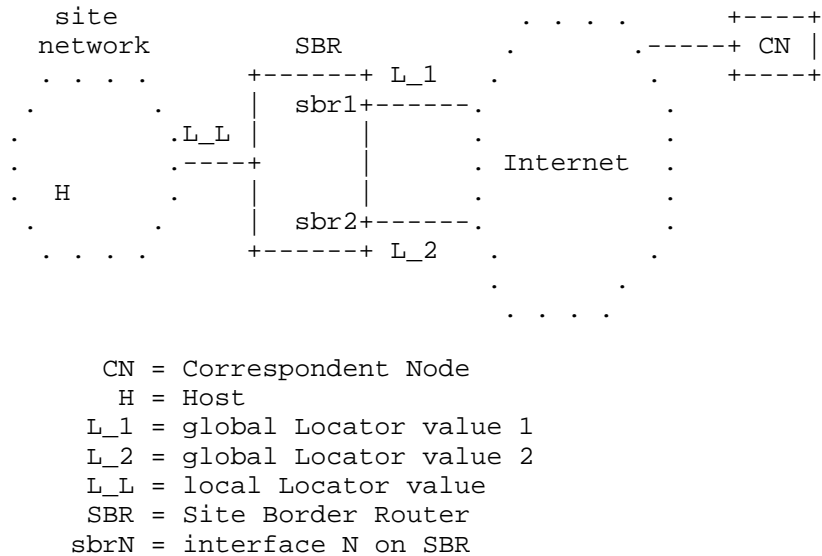 site                            . . . .      +----+
network          SBR           .       .-----+ CN |
. . . .      +------+ L_1    .           .    +----+
.       .     |  sbr1+------.             .
.         .L_L |      |      .             .
.         .----+      |      . Internet    .
.  H      .    |      |      .             .
.       .     |  sbr2+------.             .
. . . .      +------+ L_2    .           .
.       .
. . . .
CN = Correspondent Node
H = Host
L_1 = global Locator value 1
L_2 = global Locator value 2
L_L = local Locator value
SBR = Site Border Router
sbrN = interface N on SBR